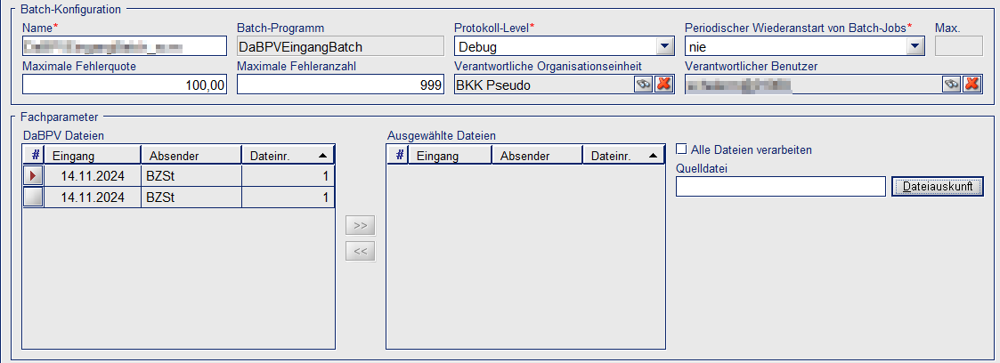 Batch-Konfiguration
Name* Batch-Programm Protokoll-Level* Periodischer Wiederanstart von Batch-Jobs* Max.
DaBPVEingangBatch Debug nie
Maximale Fehlerquote Maximale Fehleranzahl Verantwortliche Organisationseinheit Verantwortlicher Benutzer
100,00 999 BKK Pseudo
Fachparameter
DaBPV Dateien Ausgewählte Dateien
# Eingang Absender Dateinr. # Eingang Absender Dateinr. Alle Dateien verarbeiten
14.11.2024 BZSt 1 Quelldatei
14.11.2024 BZSt 1 Dateiauskunft
>>
<<